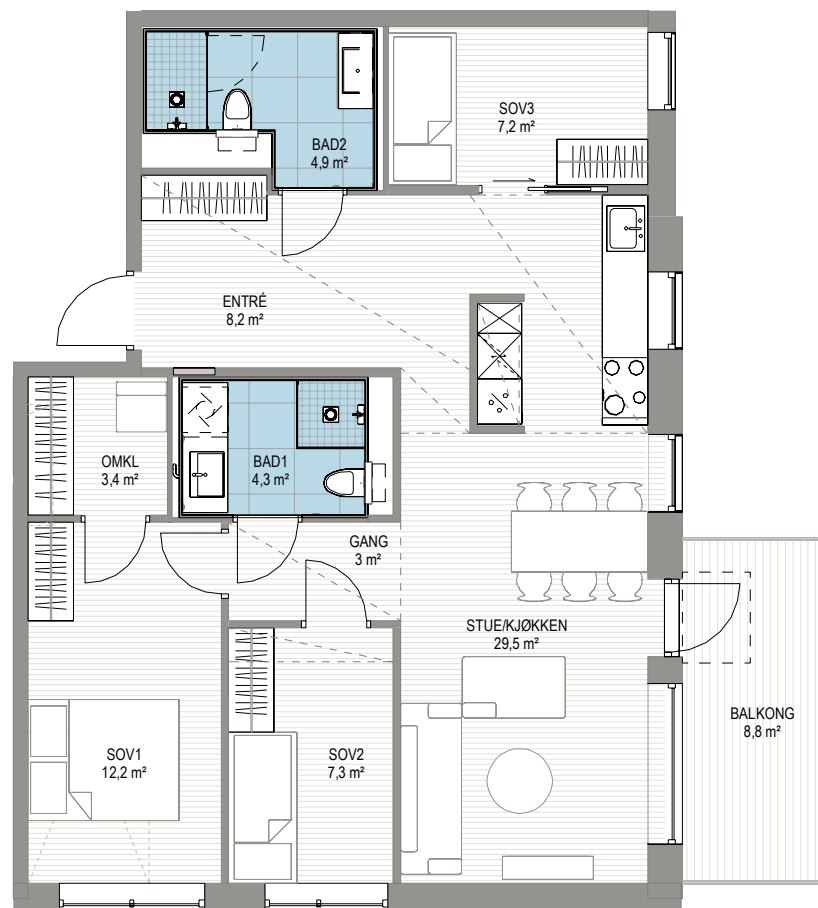 SOV3
7,2 m²
BAD2
4,9 m²
ENTRÉ
8,2 m²
OMKL
3,4 m²
BAD1
4,3 m²
GANG
3 m²
STUE/KJØKKEN
29,5 m²
BALKONG
8,8 m²
SOV1
12,2 m²
SOV2
7,3 m²